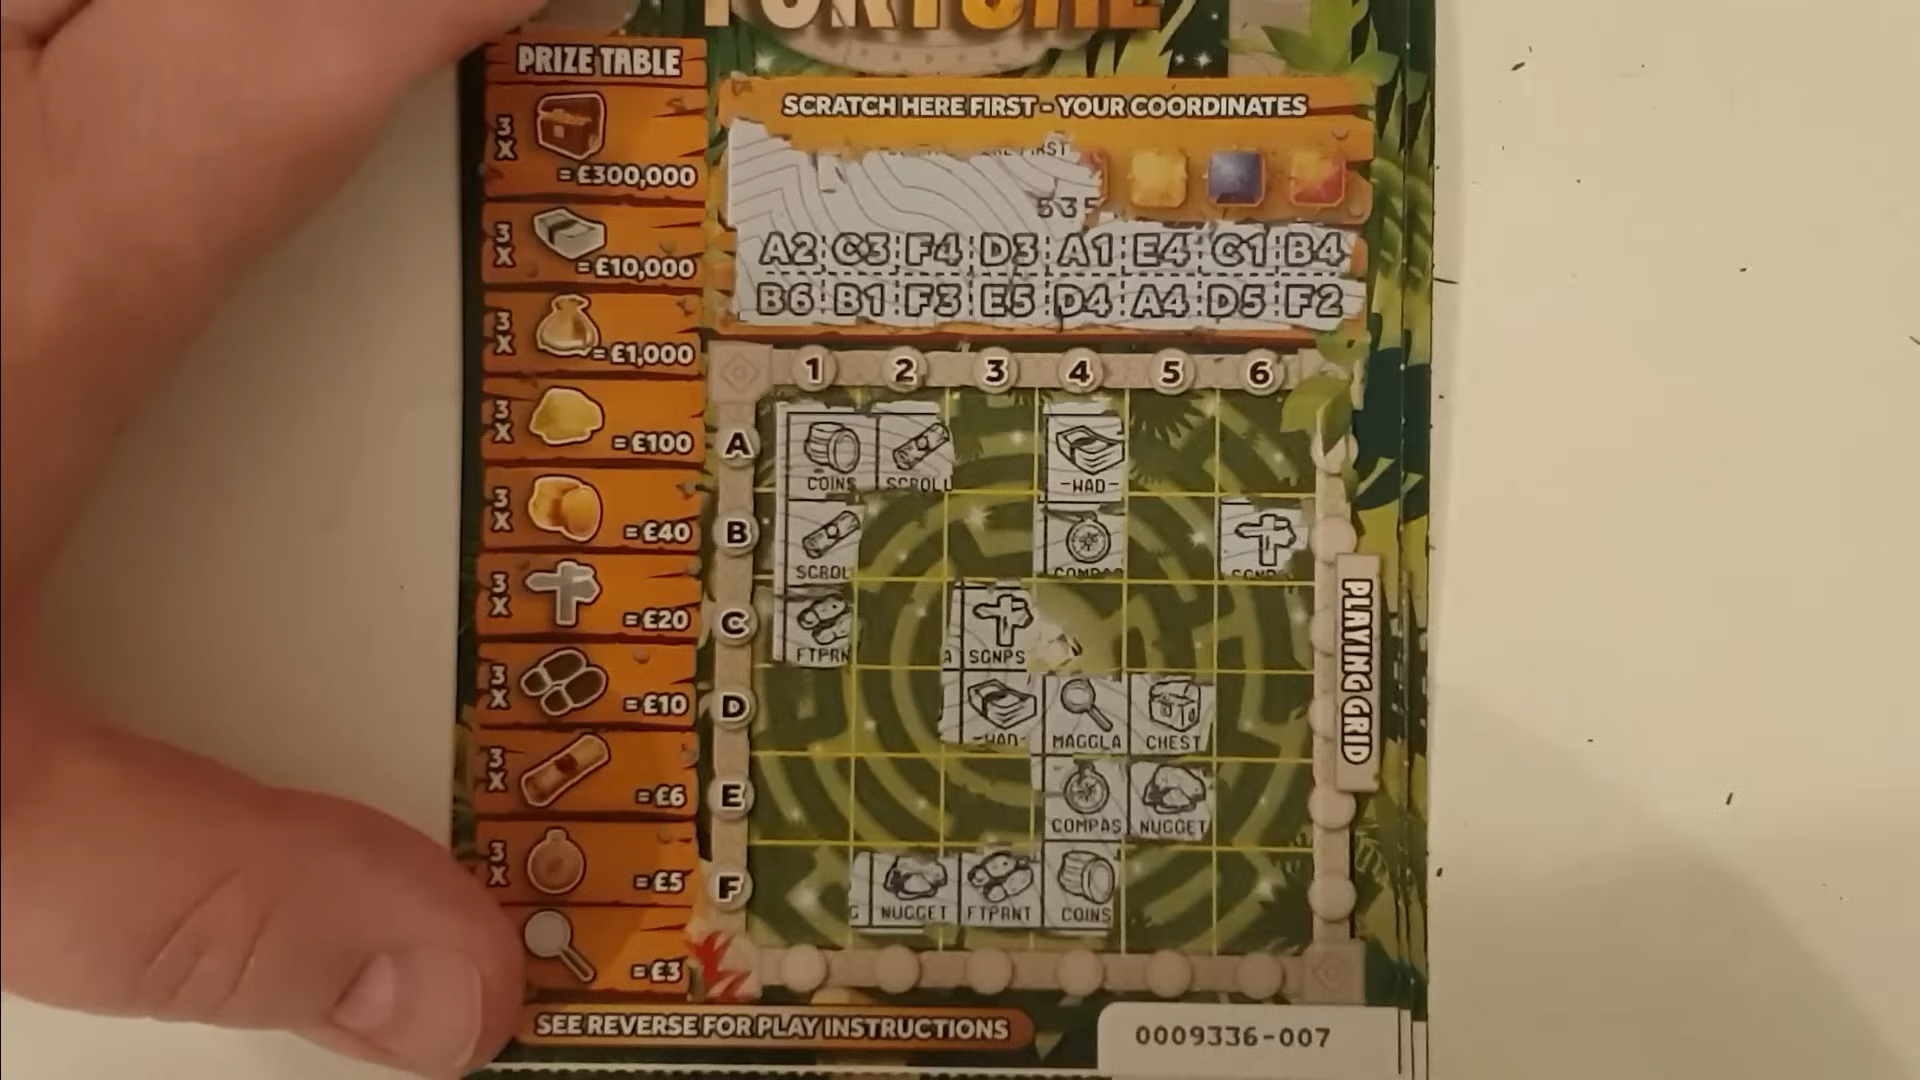 FORTUNE
PRIZE TABLE
3X = £300,000
3X = £10,000
3X = £1,000
3X = £100
3X = £40
3X = £20
3X = £10
3X = £6
3X = £5
= £3
SCRATCH HERE FIRST - YOUR COORDINATES
535
A2 C3 F4 D3 A1 E4 C1 B4
B6 B1 F3 E5 D4 A4 D5 F2
1 2 3 4 5 6
A
COINS SCROLL -WAD-
B
SCROL COMPAS SGNPS
C
FTPRN A SGNPS
D
-WAD- MAGGLA CHEST
E
COMPAS NUGGET
F
G NUGGET FTPRNT COINS
PLAYING GRID
SEE REVERSE FOR PLAY INSTRUCTIONS
0009336-007